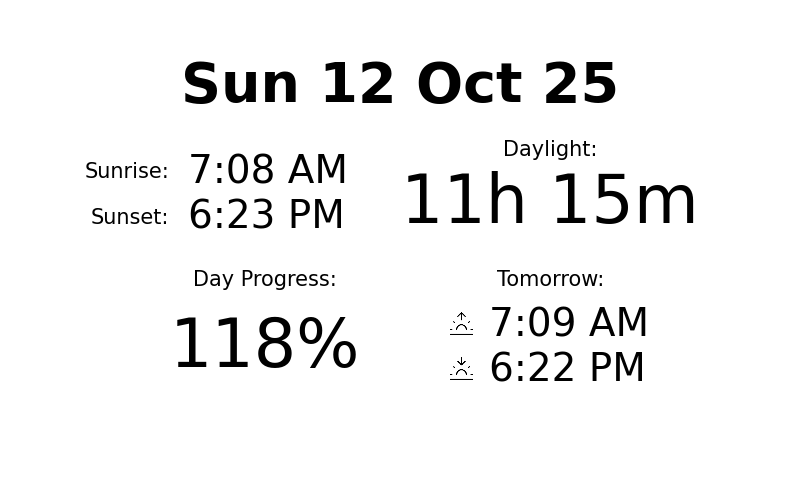 Sun 12 Oct 25
Sunrise: 7:08 AM
Sunset: 6:23 PM
Daylight:
11h 15m
Day Progress:
118%
Tomorrow:
7:09 AM
6:22 PM